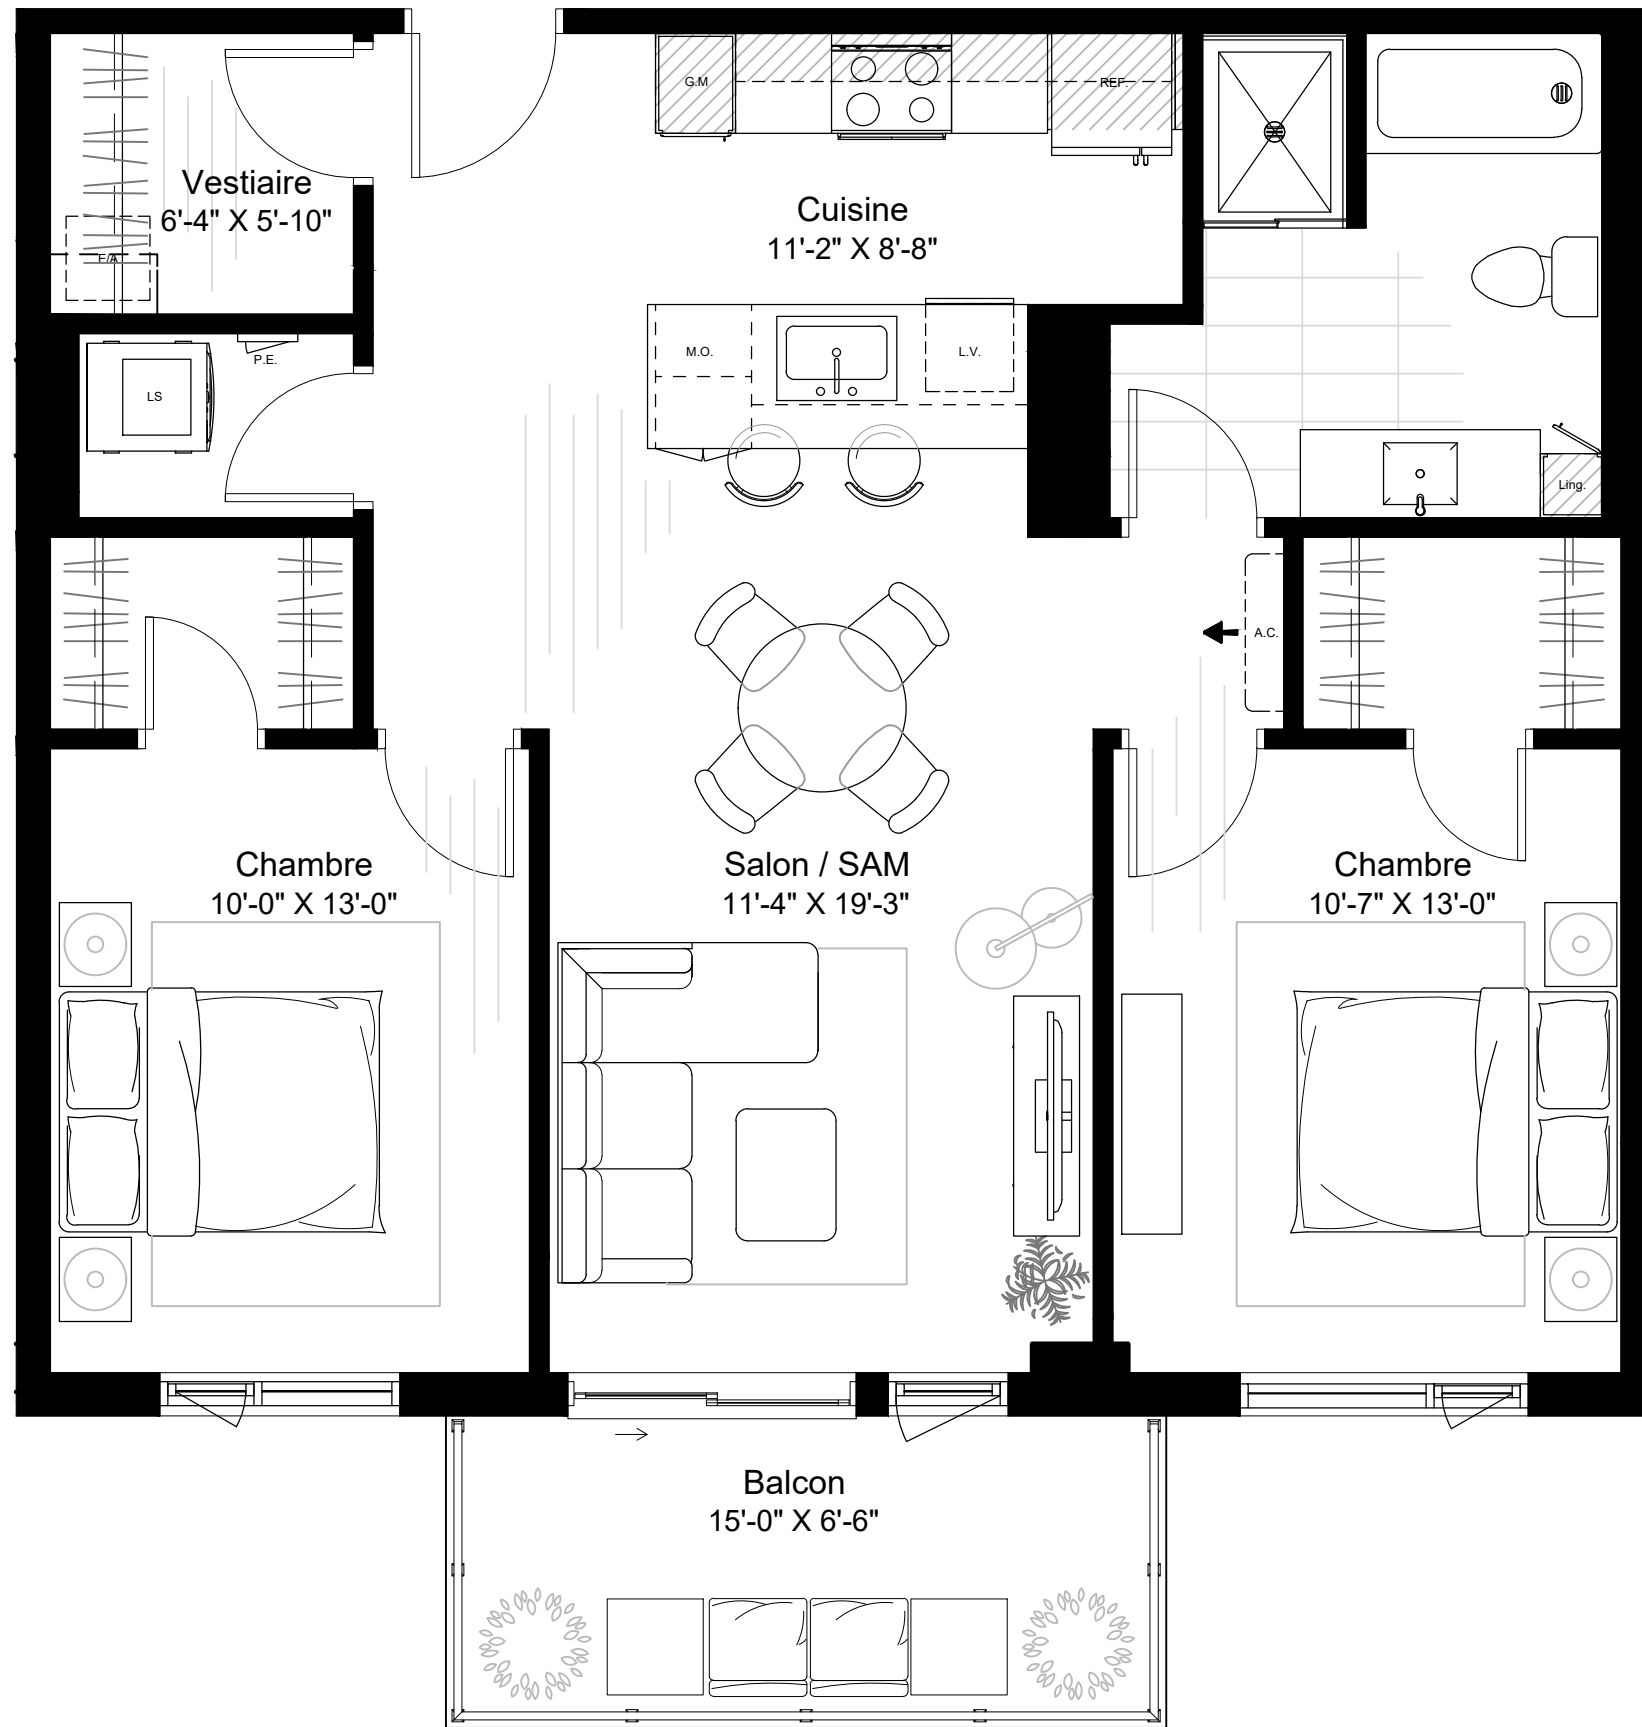 G.M
REF.
Vestiaire
6'-4" X 5'-10"
Cuisine
11'-2" X 8'-8"
E/A
P.E.
LS
M.O.
L.V.
Ling.
A.C.
Chambre
10'-0" X 13'-0"
Salon / SAM
11'-4" X 19'-3"
Chambre
10'-7" X 13'-0"
Balcon
15'-0" X 6'-6"